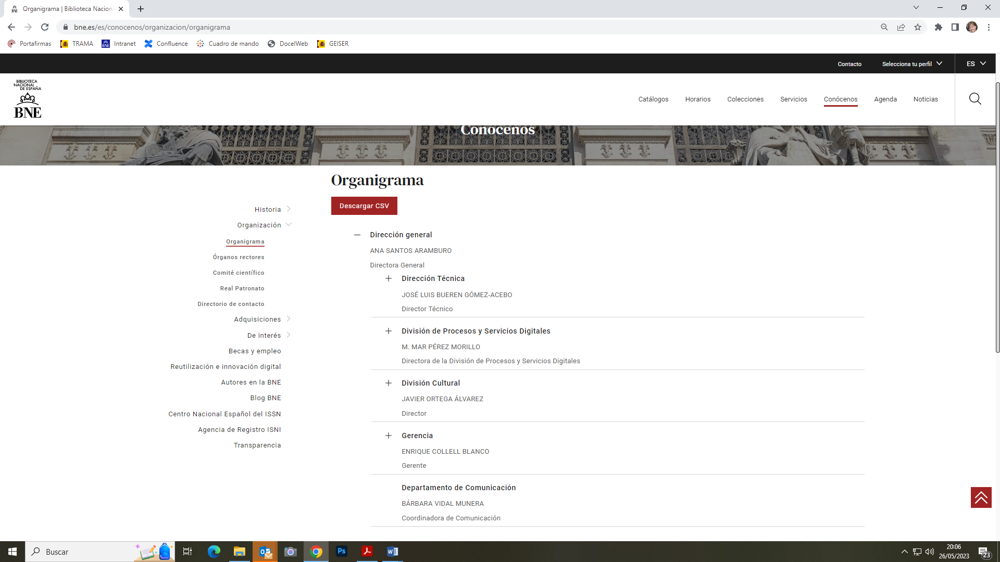 Organigrama | Biblioteca Naciona
bne.es/es/conocenos/organizacion/organigrama
Portafirmas
TRAMA
BNE
Intranet
Confluence
Cuadro de mando
DocelWeb
GEISER
Contacto
Selecciona tu perfil
ES
BIBLIOTECA
NACIONAL
DE ESPAÑA
BNE
Catálogos
Horarios
Colecciones
Servicios
Conócenos
Agenda
Noticias
Conócenos
Organigrama
Descargar CSV
Historia
Organización
Organigrama
Órganos rectores
Comité científico
Real Patronato
Directorio de contacto
Adquisiciones
De interés
Becas y empleo
Reutilización e innovación digital
Autores en la BNE
Blog BNE
Centro Nacional Español del ISSN
Agencia de Registro ISNI
Transparencia
Dirección general
ANA SANTOS ARAMBURO
Directora General
Dirección Técnica
JOSÉ LUIS BUEREN GÓMEZ-ACEBO
Director Técnico
División de Procesos y Servicios Digitales
M. MAR PÉREZ MORILLO
Directora de la División de Procesos y Servicios Digitales
División Cultural
JAVIER ORTEGA ÁLVAREZ
Director
Gerencia
ENRIQUE COLLELL BLANCO
Gerente
Departamento de Comunicación
BÁRBARA VIDAL MUNERA
Coordinadora de Comunicación
Buscar
Ps
20:06
26/05/2023
23